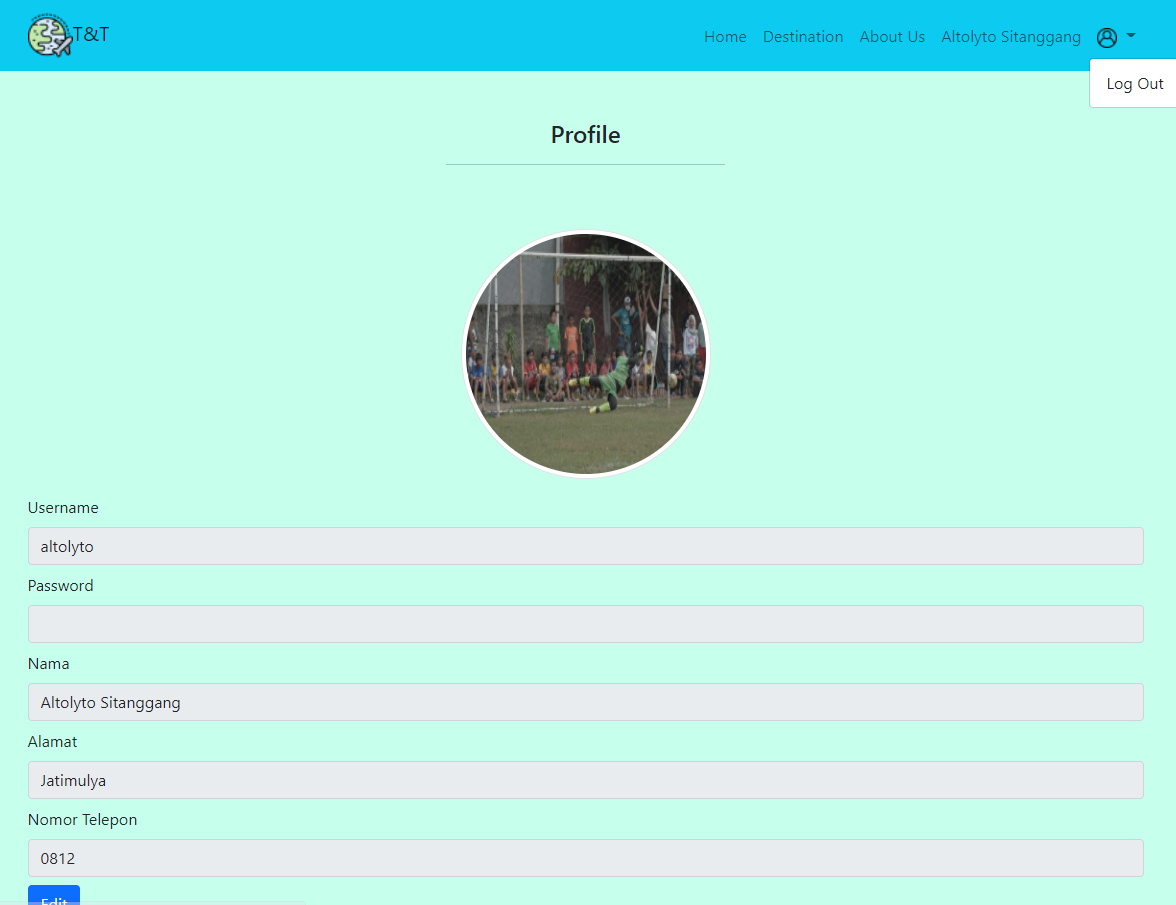 T&T
Home Destination About Us Altolyto Sitanggang
Log Out
Profile
Username
altolyto
Password
Nama
Altolyto Sitanggang
Alamat
Jatimulya
Nomor Telepon
0812
Edit